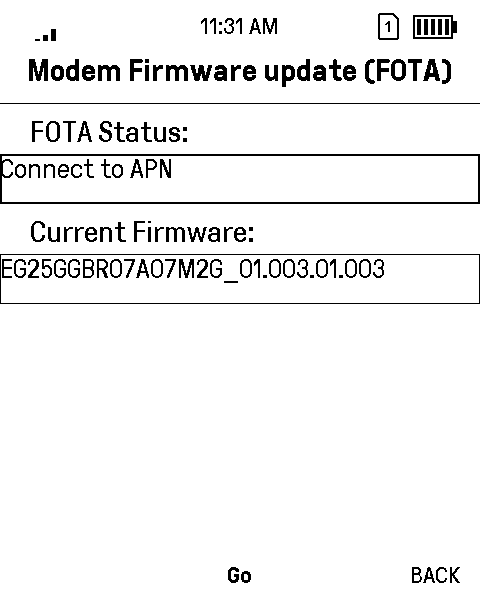 11:31 AM
1
Modem Firmware update (FOTA)
FOTA Status:
Connect to APN
Current Firmware:
EG25GGBR07A07M2G_01.003.01.003
Go
BACK